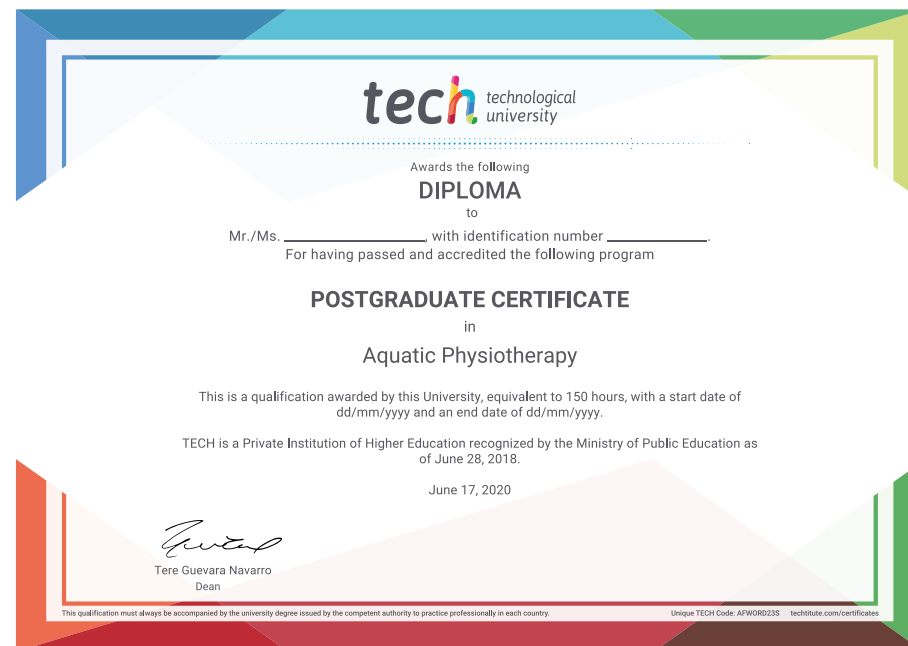 tech technological
university
Awards the following
DIPLOMA
to
Mr./Ms. ____________________, with identification number ______________.
For having passed and accredited the following program
POSTGRADUATE CERTIFICATE
in
Aquatic Physiotherapy
This is a qualification awarded by this University, equivalent to 150 hours, with a start date of
dd/mm/yyyy and an end date of dd/mm/yyyy.
TECH is a Private Institution of Higher Education recognized by the Ministry of Public Education as
of June 28, 2018.
June 17, 2020
Tere Guevara Navarro
Dean
This qualification must always be accompanied by the university degree issued by the competent authority to practice professionally in each country. Unique TECH Code: AFWORD23S techtitute.com/certificates